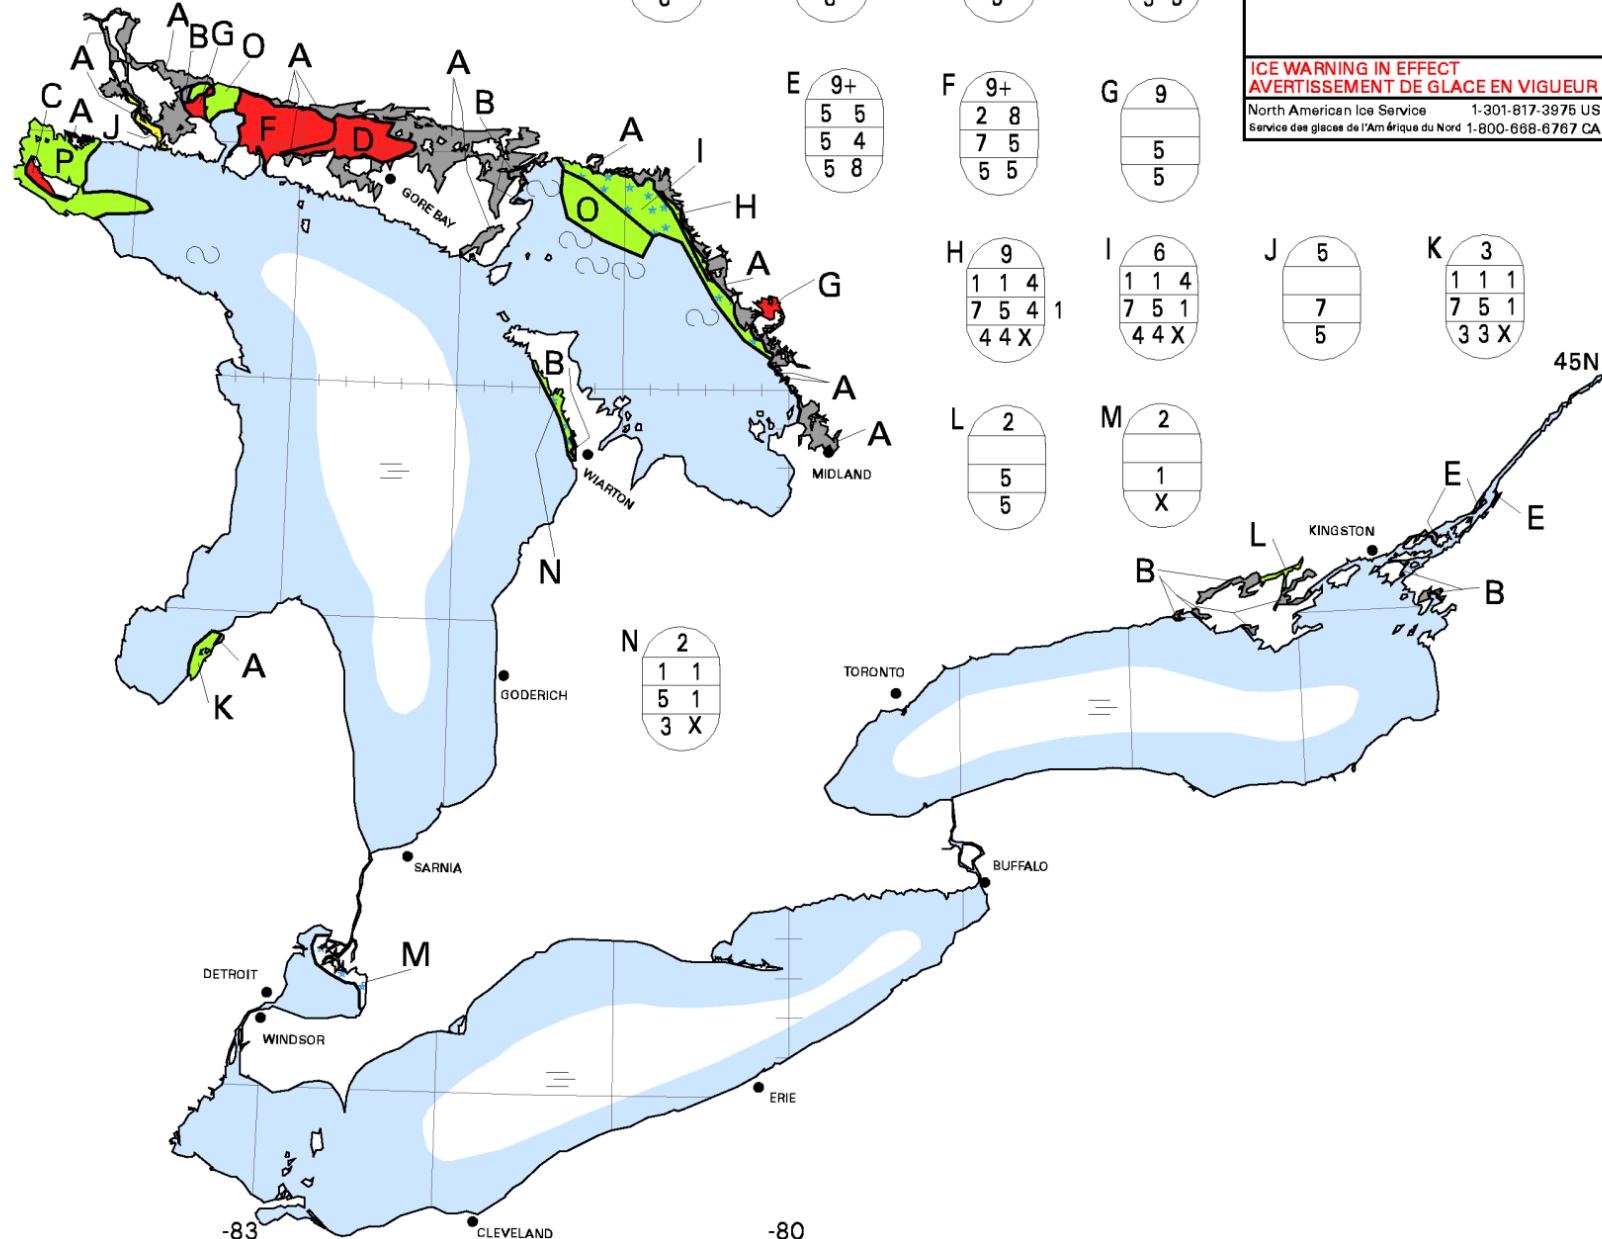 ICE WARNING IN EFFECT
AVERTISSEMENT DE GLACE EN VIGUEUR
North American Ice Service 1-301-817-3975 US
Service des glaces de l'Amérique du Nord 1-800-668-6767 CA
A
B G O
A
A
A
B
C
A
J
P
F
D
GORE BAY
A
I
O
H
A
G
B
A
A
WIARTON
MIDLAND
N
A
K
GODERICH
SARNIA
M
DETROIT
WINDSOR
TORONTO
BUFFALO
ERIE
CLEVELAND
-83
-80
45N
E
E
KINGSTON
L
B
B
E
9+
5 5
5 4
5 8
F
9+
2 8
7 5
5 5
G
9
5
5
H
9
1 1 4
7 5 4 1
4 4 X
I
6
1 1 4
7 5 1
4 4 X
J
5
7
5
K
3
1 1 1
7 5 1
3 3 X
L
2
5
5
M
2
1
X
N
2
1 1
5 1
3 X